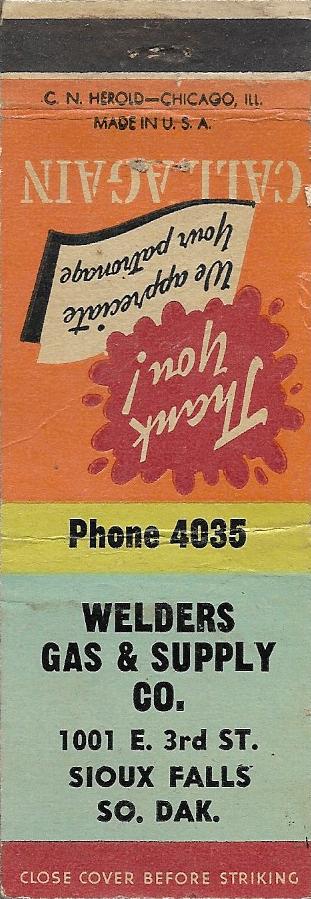 C. N. HEROLD—CHICAGO, ILL.
MADE IN U. S. A.
Thank
you!
We appreciate
your patronage
CALL AGAIN
Phone 4035
WELDERS
GAS & SUPPLY
CO.
1001 E. 3rd ST.
SIOUX FALLS
SO. DAK.
CLOSE COVER BEFORE STRIKING